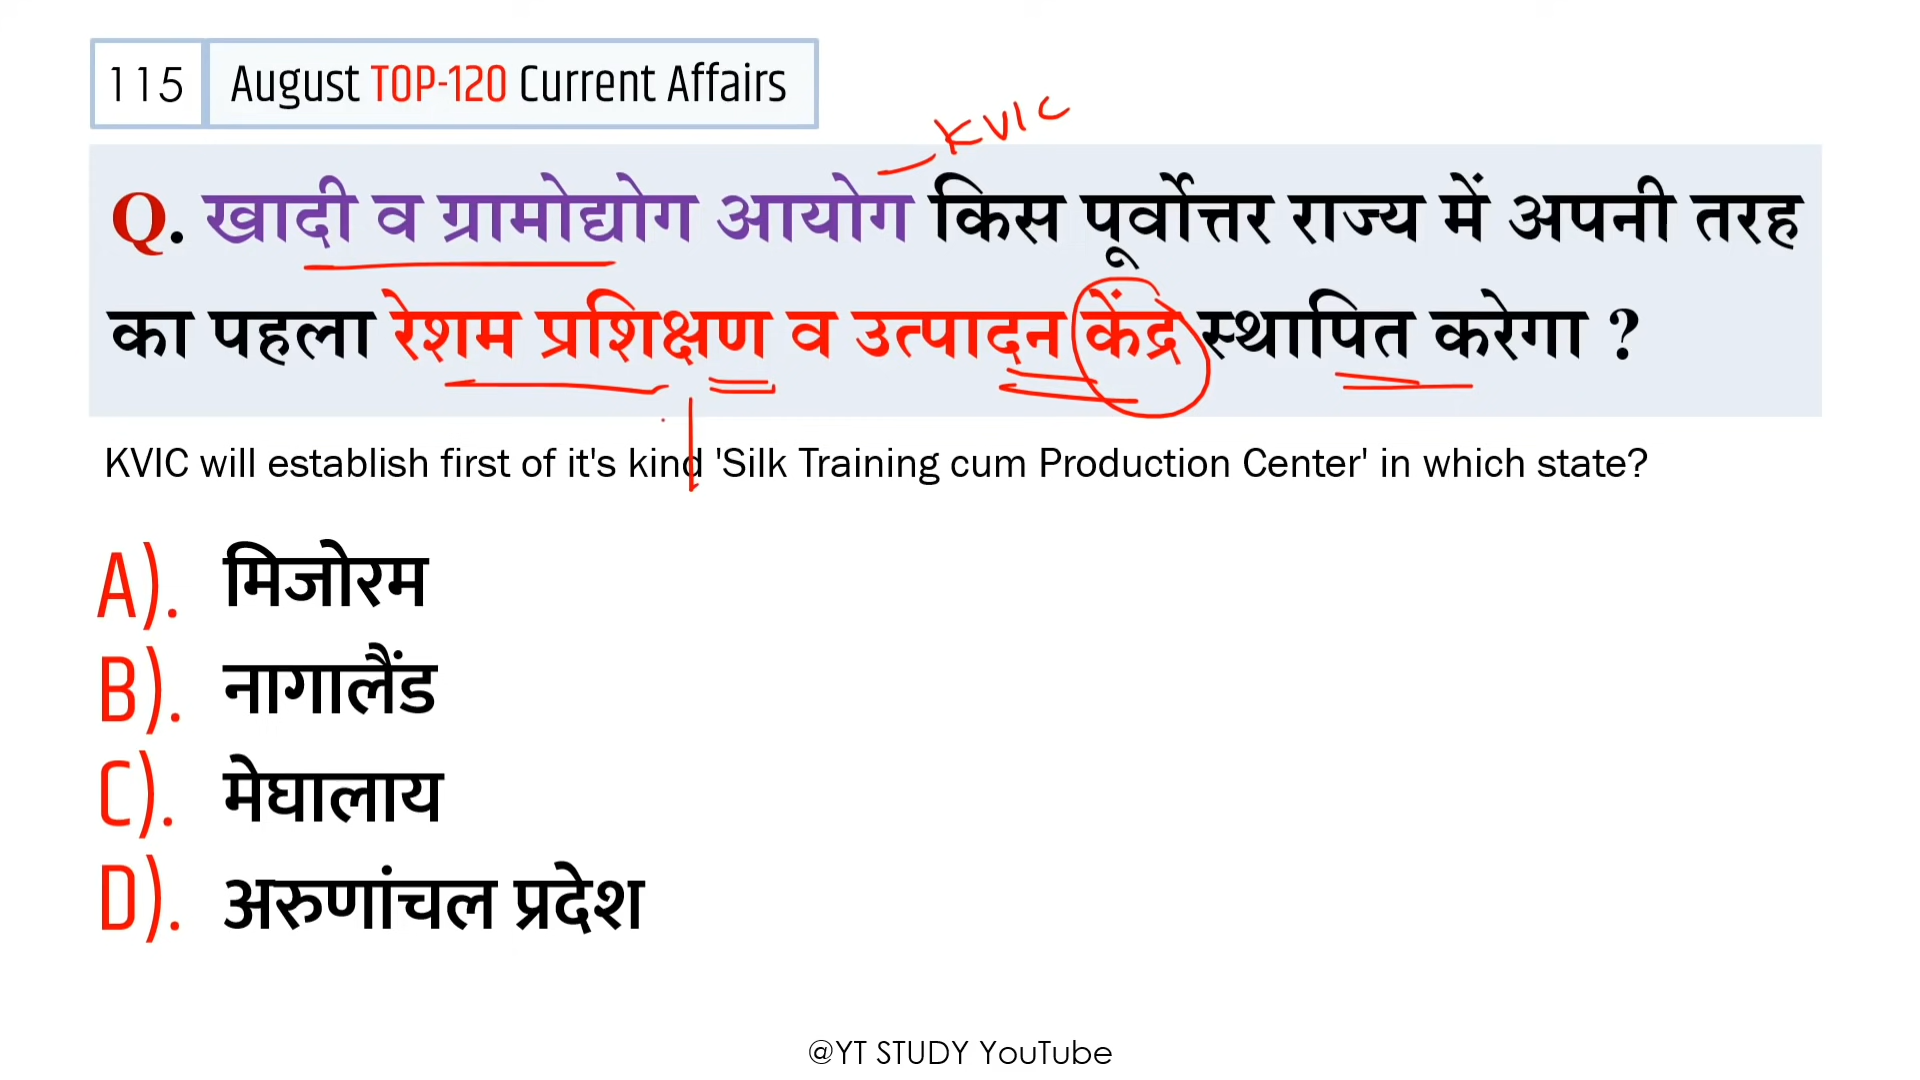 115 August TOP-120 Current Affairs
KVIC
Q. खादी व ग्रामोद्योग आयोग किस पूर्वोत्तर राज्य में अपनी तरह
का पहला रेशम प्रशिक्षण व उत्पादन केंद्र स्थापित करेगा ?
KVIC will establish first of it's kind 'Silk Training cum Production Center' in which state?
A). मिजोरम
B). नागालैंड
C). मेघालाय
D). अरुणांचल प्रदेश
@YT STUDY YouTube